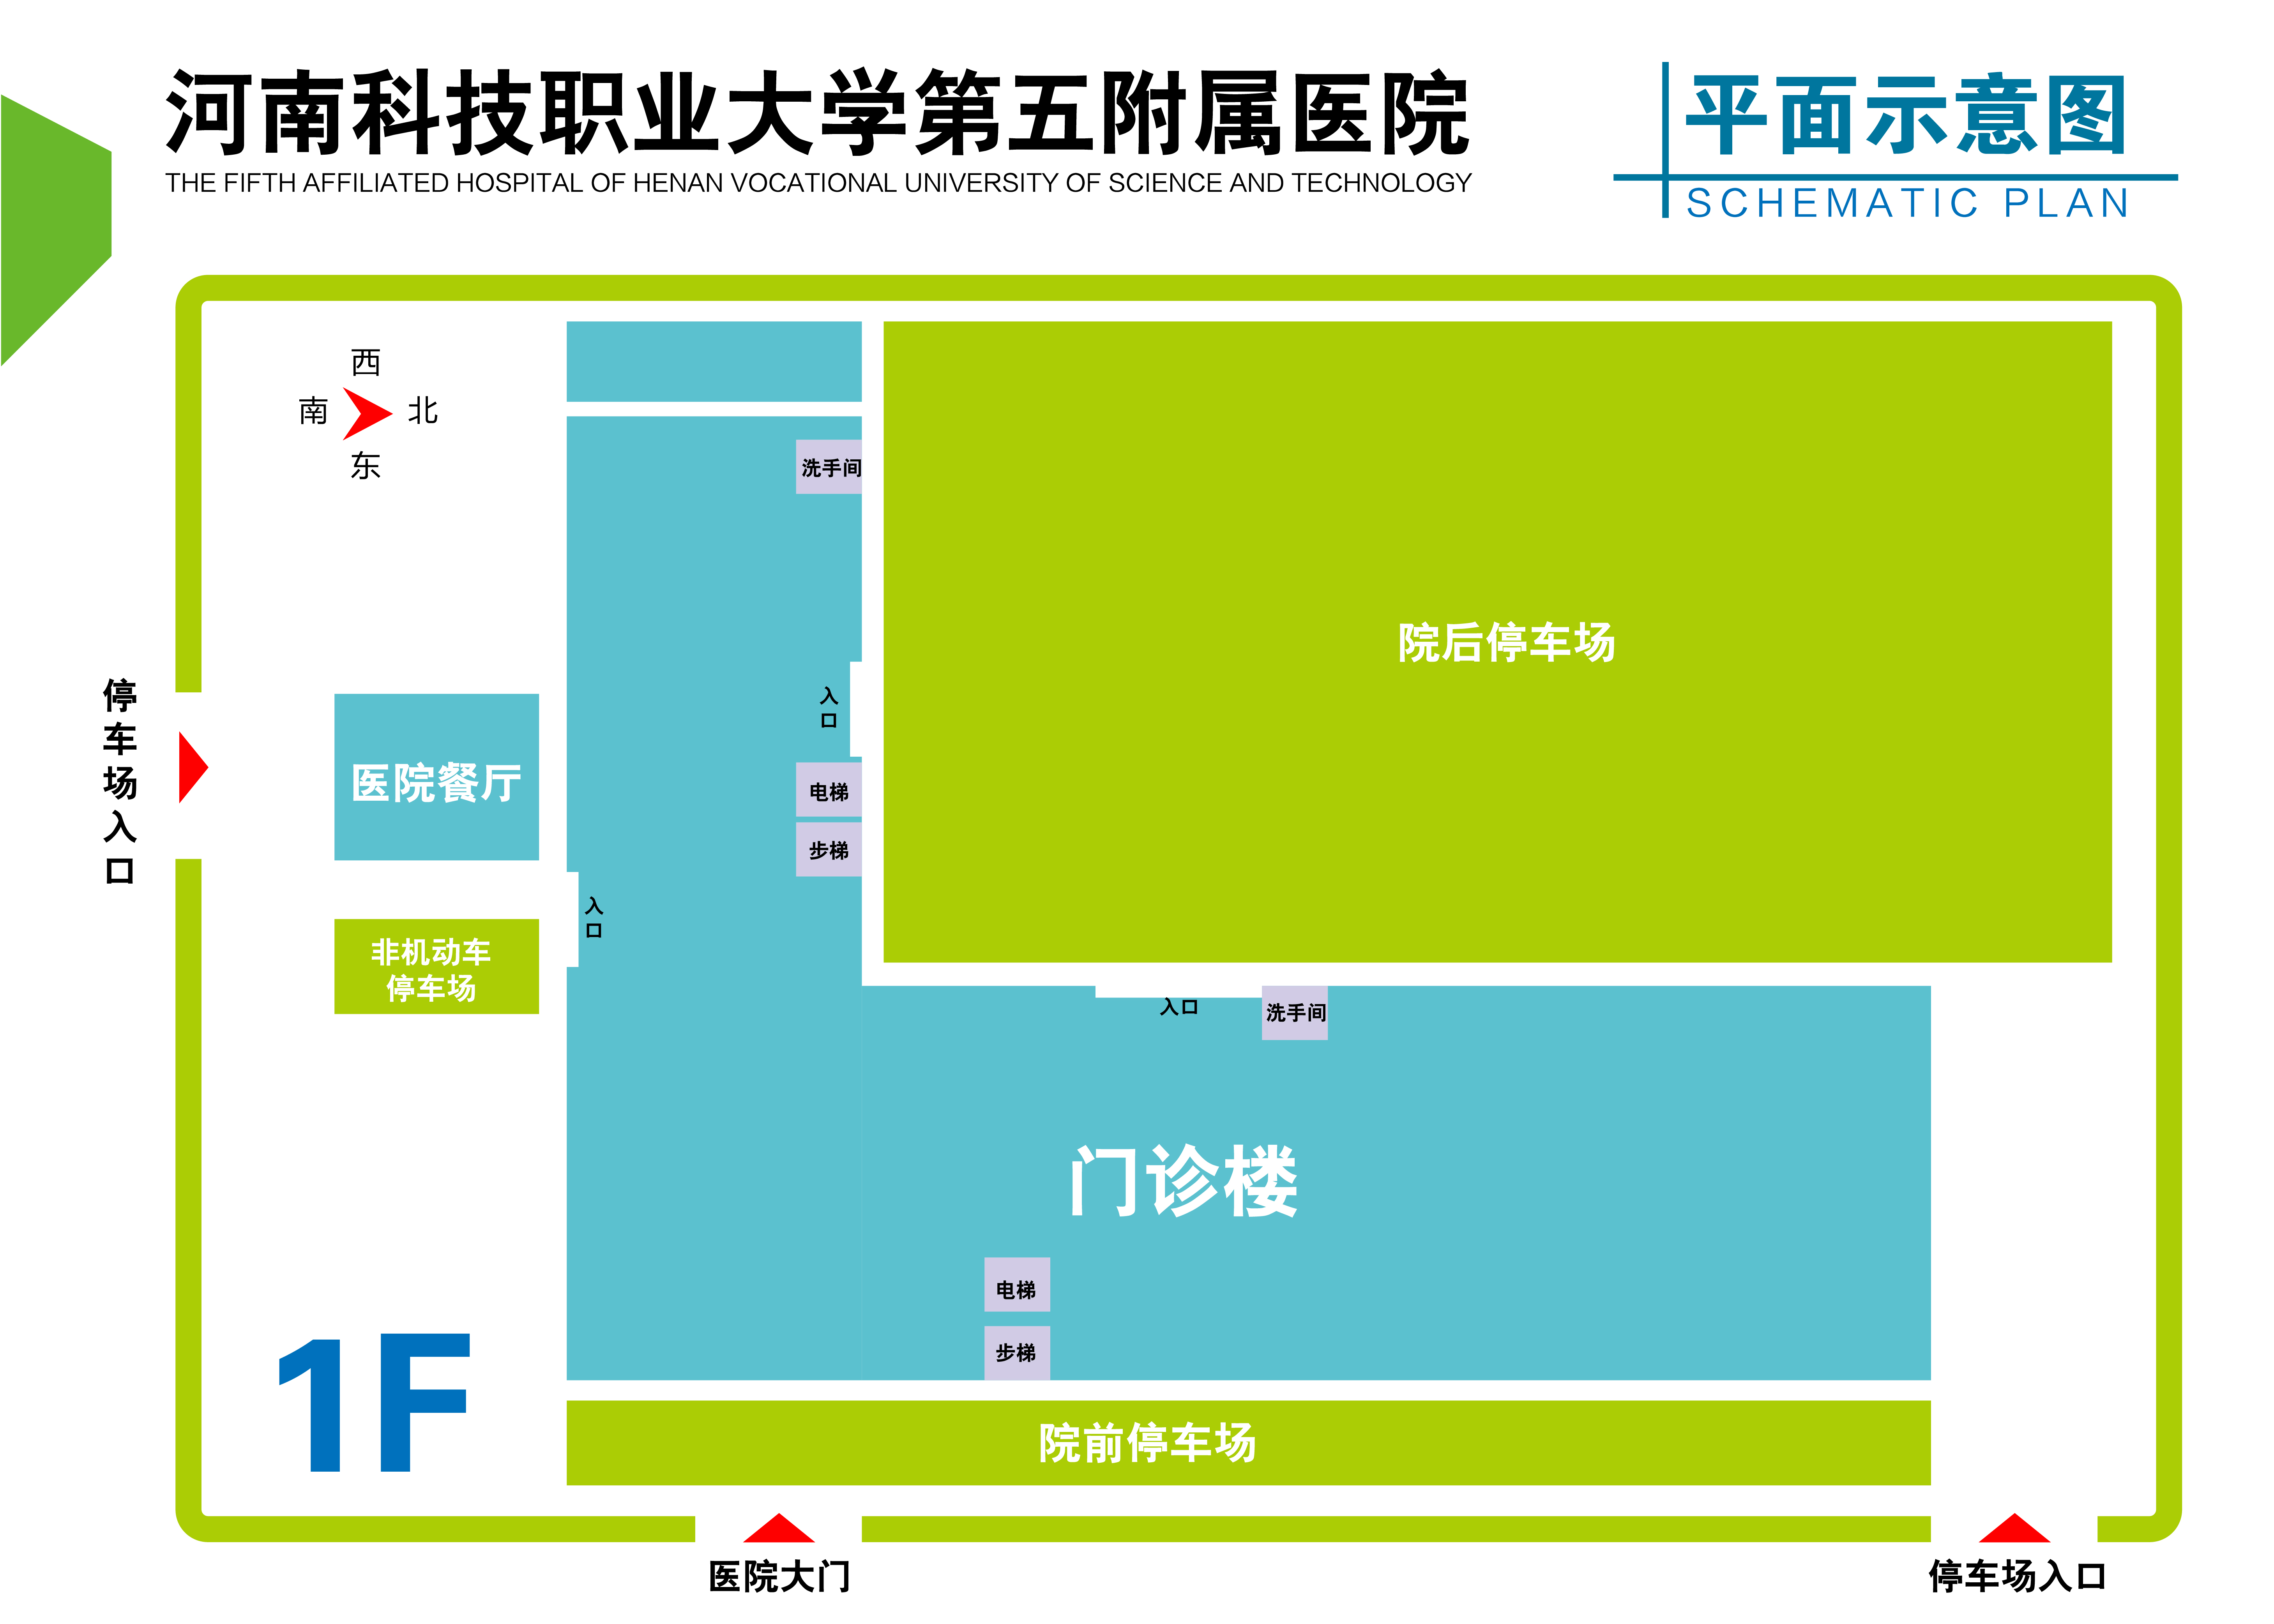 河南科技职业大学第五附属医院
THE FIFTH AFFILIATED HOSPITAL OF HENAN VOCATIONAL UNIVERSITY OF SCIENCE AND TECHNOLOGY
平面示意图
SCHEMATIC PLAN
西
南
北
东
洗手间
院后停车场
停车场入口
入口
医院餐厅
电梯
步梯
入口
非机动车
停车场
入口
洗手间
门诊楼
电梯
步梯
1F
院前停车场
医院大门
停车场入口